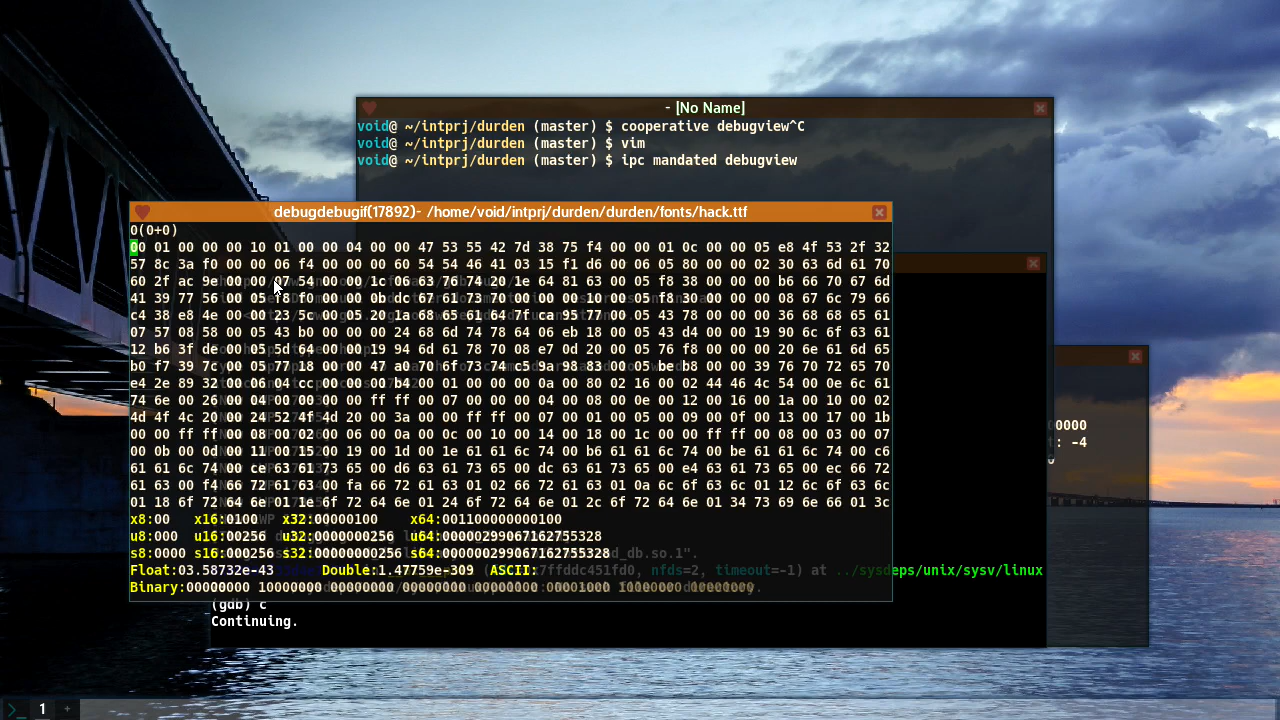 - [No Name]
void@ ~/intprj/durden (master) $ cooperative debugview^C
void@ ~/intprj/durden (master) $ vim
void@ ~/intprj/durden (master) $ ipc mandated debugview
debugdebugif(17892)- /home/void/intprj/durden/durden/fonts/hack.ttf
0(0+0)
00 01 00 00 00 10 01 00 00 04 00 00 47 53 55 42 7d 38 75 f4 00 00 01 0c 00 00 05 e8 4f 53 2f 32
57 8c 3a f0 00 00 06 f4 00 00 00 60 54 54 46 41 03 15 f1 d6 00 06 05 80 00 00 02 30 63 6d 61 70
60 2f ac 9e 00 00 07 54 00 00 1c 06 63 76 74 20 1e 64 81 63 00 05 f8 38 00 00 00 b6 66 70 67 6d
41 39 77 56 00 05 f8 f0 00 00 0b dc 67 61 73 70 00 00 00 10 00 05 f8 30 00 00 00 08 67 6c 79 66
c4 38 e8 4e 00 00 23 5c 00 05 20 1a 68 65 61 64 7f ca 95 77 00 05 43 78 00 00 00 36 68 68 65 61
07 57 08 58 00 05 43 b0 00 00 00 24 68 6d 74 78 64 06 eb 18 00 05 43 d4 00 00 19 90 6c 6f 63 61
12 b6 3f de 00 05 5d 64 00 00 19 94 6d 61 78 70 08 e7 0d 20 00 05 76 f8 00 00 00 20 6e 61 6d 65
b0 f7 39 7c 00 05 77 18 00 00 47 a0 70 6f 73 74 c5 d1 98 83 00 05 be b8 00 00 39 76 70 72 65 70
e4 2e 89 32 00 06 04 cc 00 00 00 b4 00 01 00 00 00 0a 00 80 02 16 00 02 44 46 4c 54 00 0e 6c 61
74 6e 00 26 00 04 00 00 00 00 ff ff 00 07 00 00 00 04 00 08 00 0e 00 12 00 16 00 1a 00 10 00 02
4d 4f 4c 20 00 24 52 4f 4d 20 00 3a 00 00 ff ff 00 07 00 01 00 05 00 09 00 0f 00 13 00 17 00 1b
00 00 ff ff 00 08 00 02 00 06 00 0a 00 0c 00 10 00 14 00 18 00 1c 00 00 ff ff 00 08 00 03 00 07
00 0b 00 0d 00 11 00 15 00 19 00 1d 00 1e 61 61 6c 74 00 b6 61 61 6c 74 00 be 61 61 6c 74 00 c6
61 61 6c 74 00 ce 63 61 73 65 00 d6 63 61 73 65 00 dc 63 61 73 65 00 e4 63 61 73 65 00 ec 66 72
61 63 00 f4 66 72 61 63 00 fa 66 72 61 63 01 02 66 72 61 63 01 0a 6c 6f 63 6c 01 12 6c 6f 63 6c
01 18 6f 72 64 6e 01 1e 6f 72 64 6e 01 24 6f 72 64 6e 01 2c 6f 72 64 6e 01 34 73 69 6e 66 01 3c
x8:00 x16:0100 x32:00000100 x64:001100000000100
u8:000 u16:00256 u32:0000000256 u64:00000299067162755328
s8:0000 s16:000256 s32:00000000256 s64:00000299067162755328
Float:03.58732e-43 Double:1.47759e-309 ASCII:
Binary:00000000 10000000
nfds=2, timeout=-1) at ../sysdeps/unix/sysv/linux
(gdb) c
Continuing.
00000
: -4
1 +